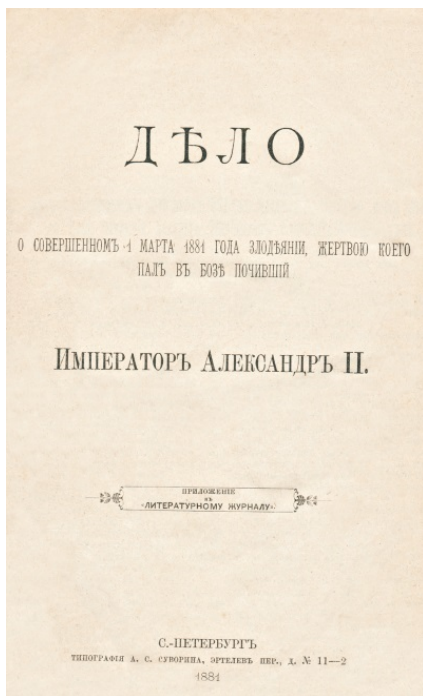 ДѢЛО
О СОВЕРШЕННОМЪ 1 МАРТА 1881 ГОДА ЗЛОДѢЯНІИ, ЖЕРТВОЮ КОЕГО
ПАЛЪ ВЪ БОЗѢ ПОЧИВШІЙ
ИМПЕРАТОРЪ АЛЕКСАНДРЪ II.
ПРИЛОЖЕНІЕ
КЪ
«ЛИТЕРАТУРНОМУ ЖУРНАЛУ».
С.-ПЕТЕРБУРГЪ
ТИПОГРАФІЯ А. С. СУВОРИНА, ЭРТЕЛЕВЪ ПЕР., Д. № 11—2
1881